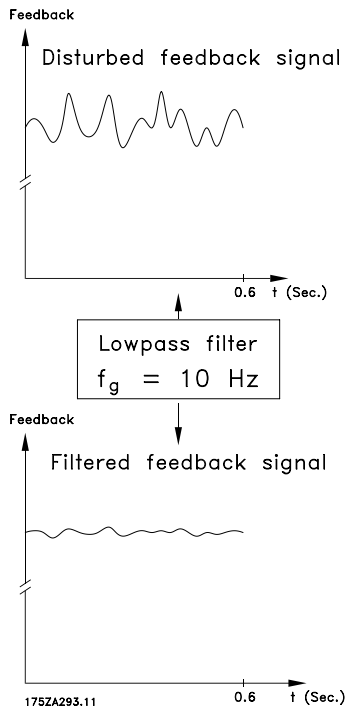 Feedback
Disturbed feedback signal
0.6 t (Sec.)
Lowpass filter
fg = 10 Hz
Feedback
Filtered feedback signal
0.6 t (Sec.)
175ZA293.11